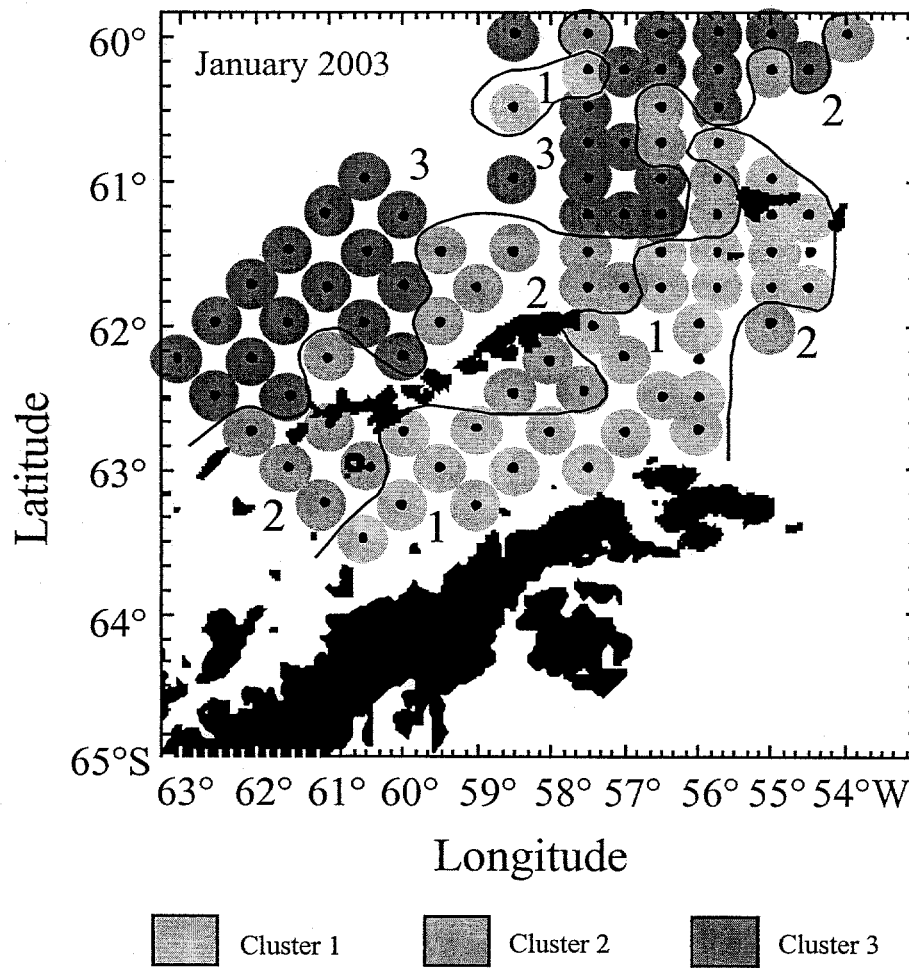 60°
January 2003
1
2
3
3
61°
2
62°
1
2
Latitude
63°
2
1
64°
65°S
63° 62° 61° 60° 59° 58° 57° 56° 55° 54°W
Longitude
Cluster 1 Cluster 2 Cluster 3